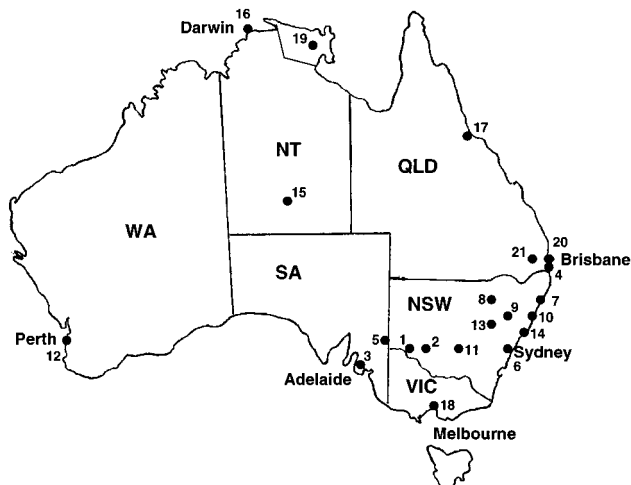 16
Darwin
19
17
NT
QLD
15
WA
21
20
Brisbane
4
SA
8
NSW
7
9
10
13
14
Perth
12
5
1
2
11
Sydney
6
3
Adelaide
VIC
18
Melbourne